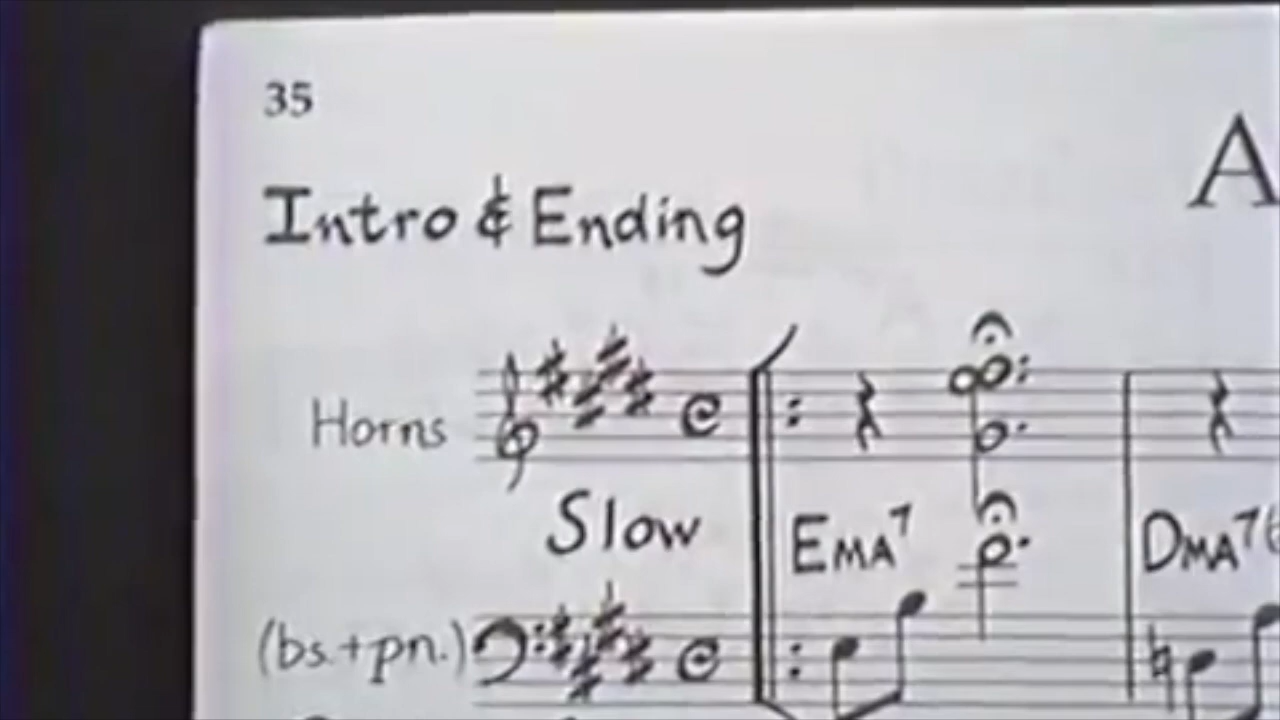 35
A
Intro & Ending
Horns
Slow
EMA7
DMA7
(bs.+pn.)